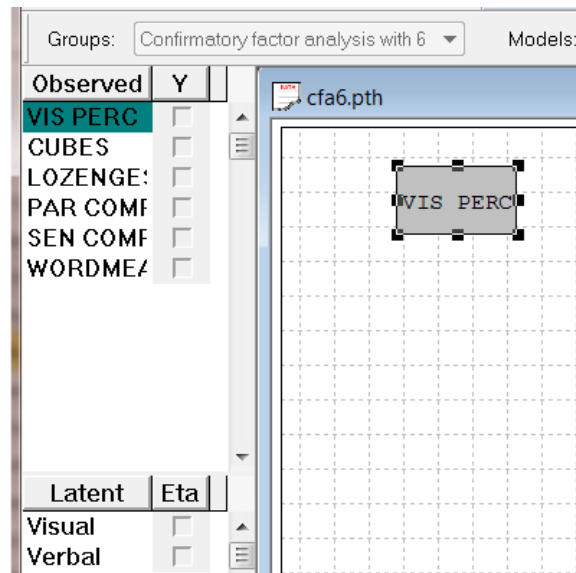 Groups: Confirmatory factor analysis with 6 Models:
Observed Y
VIS PERC
CUBES
LOZENGES
PAR COMP
SEN COMP
WORDMEA
cfa6.pth
VIS PERC
Latent Eta
Visual
Verbal